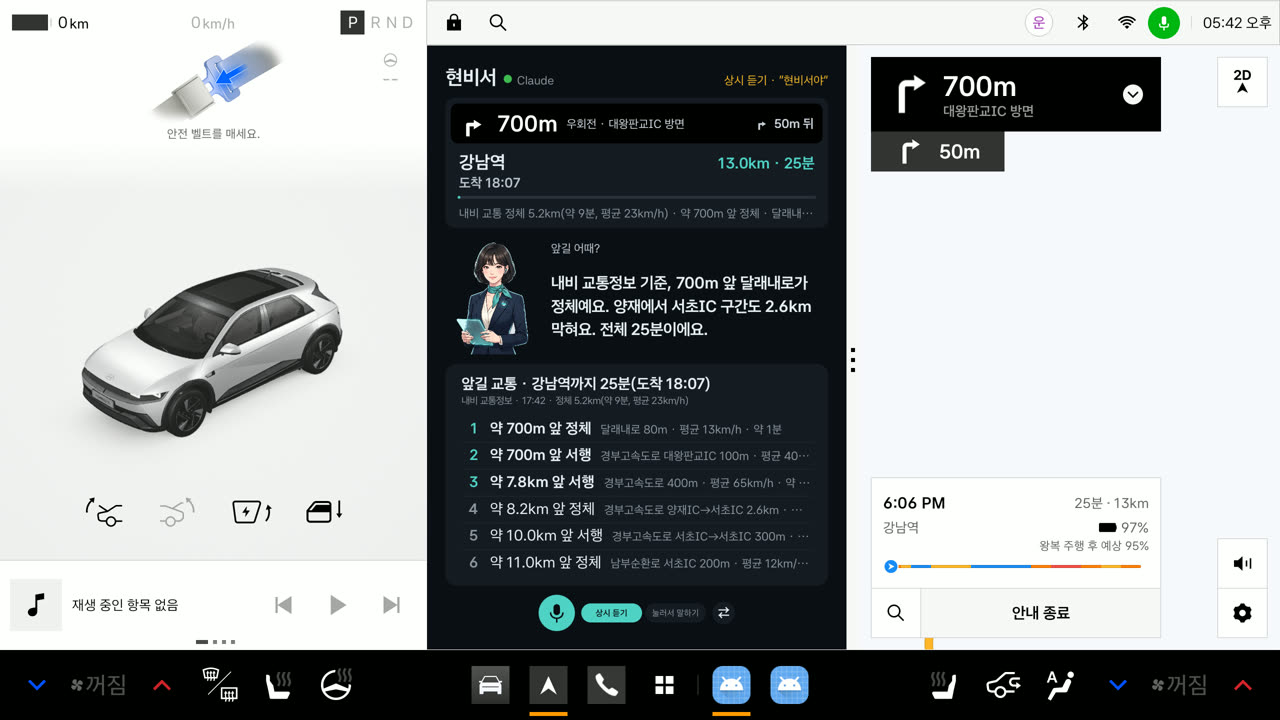 0 km
0 km/h
P R N D
안전 벨트를 매세요.
재생 중인 항목 없음
운
05:42 오후
현비서 Claude
상시 듣기 · "현비서야"
700m 우회전 · 대왕판교IC 방면
50m 뒤
강남역
13.0km · 25분
도착 18:07
내비 교통 정체 5.2km(약 9분, 평균 23km/h) · 약 700m 앞 정체 · 달래내…
앞길 어때?
내비 교통정보 기준, 700m 앞 달래내로가
정체예요. 양재에서 서초IC 구간도 2.6km
막혀요. 전체 25분이에요.
앞길 교통 · 강남역까지 25분(도착 18:07)
내비 교통정보 · 17:42 · 정체 5.2km(약 9분, 평균 23km/h)
1 약 700m 앞 정체 달래내로 80m · 평균 13km/h · 약 1분
2 약 700m 앞 서행 경부고속도로 대왕판교IC 100m · 평균 40…
3 약 7.8km 앞 서행 경부고속도로 400m · 평균 65km/h · 약 …
4 약 8.2km 앞 정체 경부고속도로 양재IC→서초IC 2.6km · …
5 약 10.0km 앞 서행 경부고속도로 서초IC→서초IC 300m · …
6 약 11.0km 앞 정체 남부순환로 서초IC 200m · 평균 12km/…
상시 듣기
눌러서 말하기
700m
대왕판교IC 방면
50m
2D
6:06 PM
25분 · 13km
강남역
97%
왕복 주행 후 예상 95%
안내 종료
꺼짐
A
꺼짐